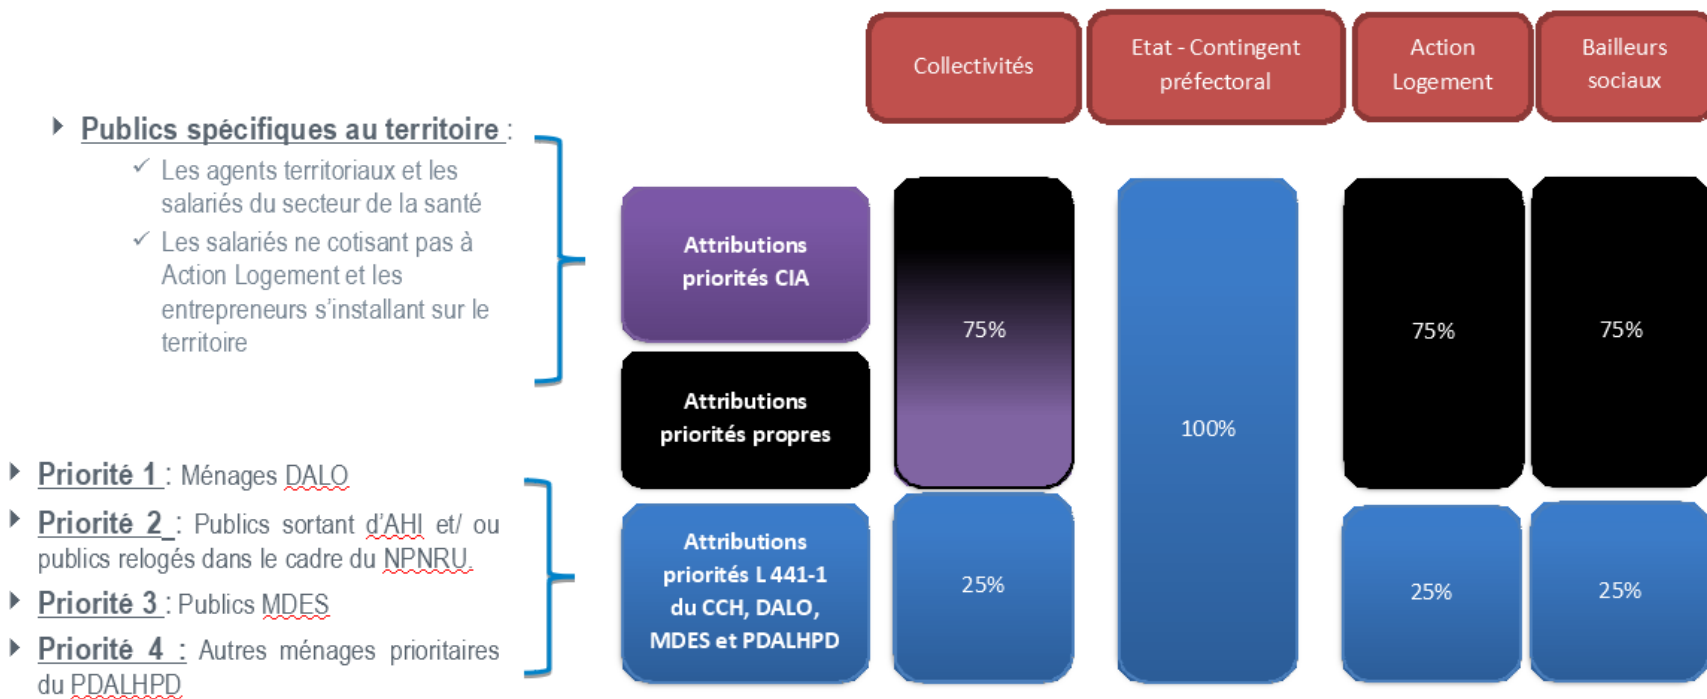 Collectivités
Etat - Contingent
préfectoral
Action
Logement
Bailleurs
sociaux
Publics spécifiques au territoire :
Les agents territoriaux et les
salariés du secteur de la santé
Les salariés ne cotisant pas à
Action Logement et les
entrepreneurs s'installant sur le
territoire
Priorité 1 : Ménages DALO
Priorité 2 : Publics sortant d'AHI et/ ou
publics relogés dans le cadre du NPNRU.
Priorité 3 : Publics MDES
Priorité 4 : Autres ménages prioritaires
du PDALHPD
Attributions
priorités CIA
Attributions
priorités propres
Attributions
priorités L 441-1
du CCH, DALO,
MDES et PDALHPD
75%
25%
100%
75%
25%
75%
25%